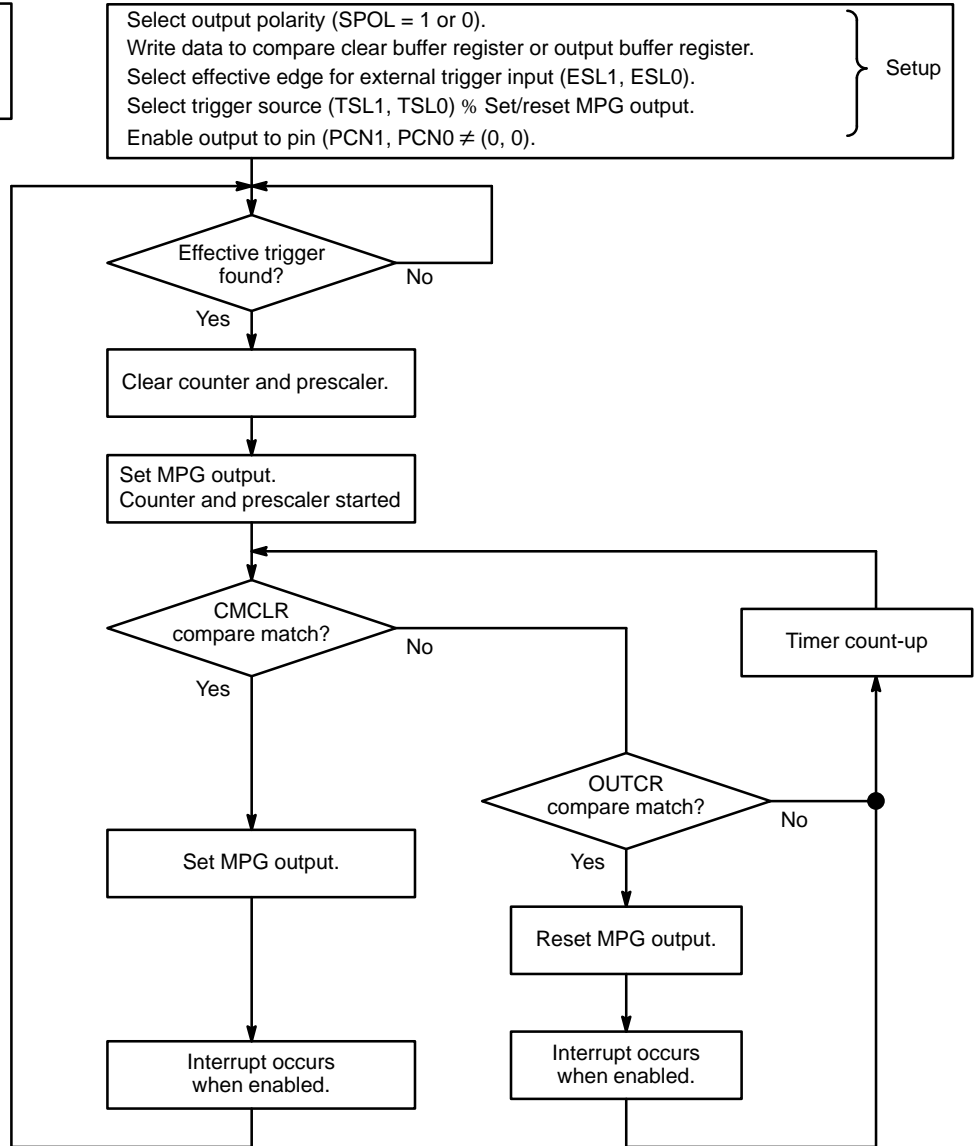 Select output polarity (SPOL = 1 or 0).
Write data to compare clear buffer register or output buffer register.
Select effective edge for external trigger input (ESL1, ESL0).
Select trigger source (TSL1, TSL0) % Set/reset MPG output.
Enable output to pin (PCN1, PCN0 ≠ (0, 0).
Setup
Effective trigger
found?
No
Yes
Clear counter and prescaler.
Set MPG output.
Counter and prescaler started
CMCLR
compare match?
No
Yes
Timer count-up
OUTCR
compare match?
No
Yes
Set MPG output.
Reset MPG output.
Interrupt occurs
when enabled.
Interrupt occurs
when enabled.